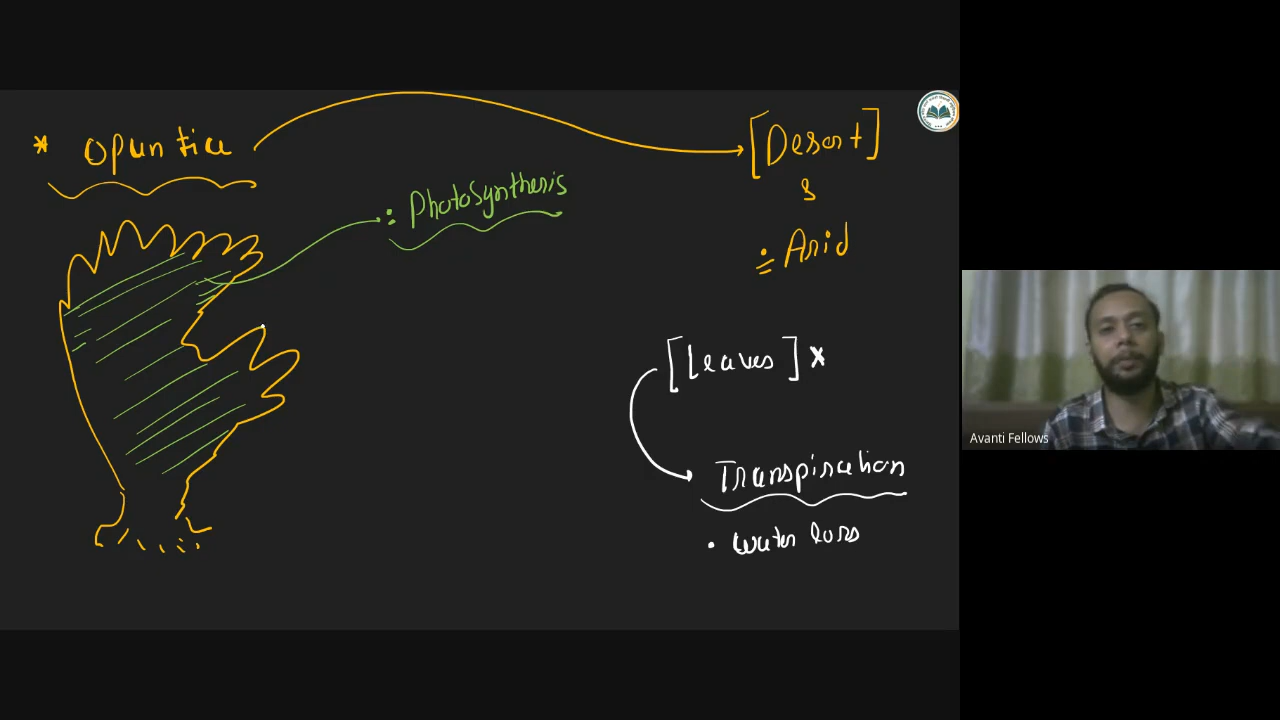 * Opuntia
[Desert]
&
: Arid
: Photosynthesis
[Leaves] x
Transpiration
• water loss
Avanti Fellows